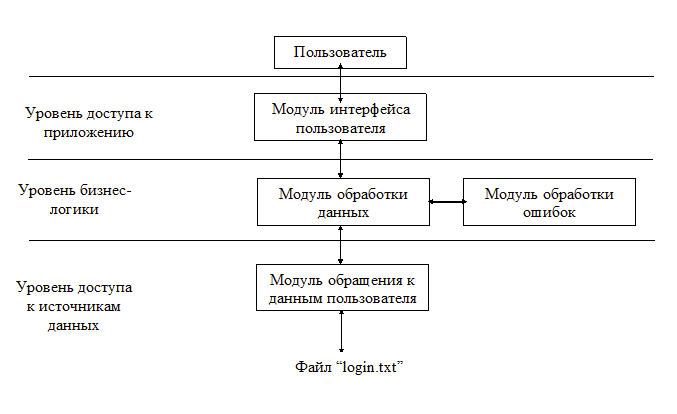 Пользователь
Уровень доступа к
приложению
Модуль интерфейса
пользователя
Уровень бизнес-
логики
Модуль обработки
данных
Модуль обработки
ошибок
Уровень доступа
к источникам
данных
Модуль обращения к
данным пользователя
Файл “login.txt”